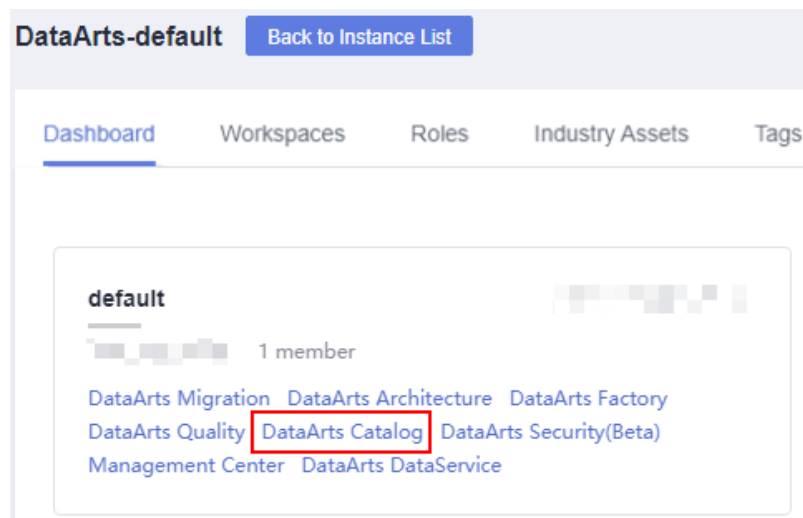 DataArts-default Back to Instance List
Dashboard Workspaces Roles Industry Assets Tags
default
1 member
DataArts Migration DataArts Architecture DataArts Factory
DataArts Quality DataArts Catalog DataArts Security(Beta)
Management Center DataArts DataService